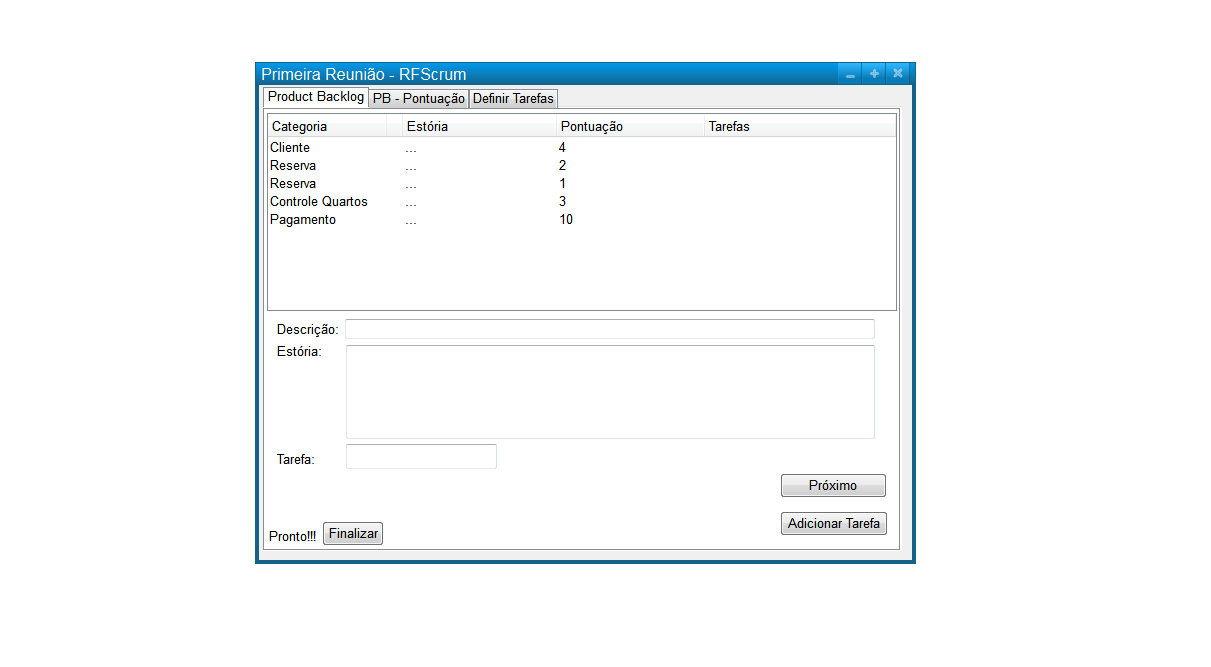 Primeira Reunião - RFScrum
Product Backlog PB - Pontuação Definir Tarefas
Categoria Estória Pontuação Tarefas
Cliente ... 4
Reserva ... 2
Reserva ... 1
Controle Quartos ... 3
Pagamento ... 10
Descrição:
Estória:
Tarefa:
Próximo
Adicionar Tarefa
Pronto!!! Finalizar